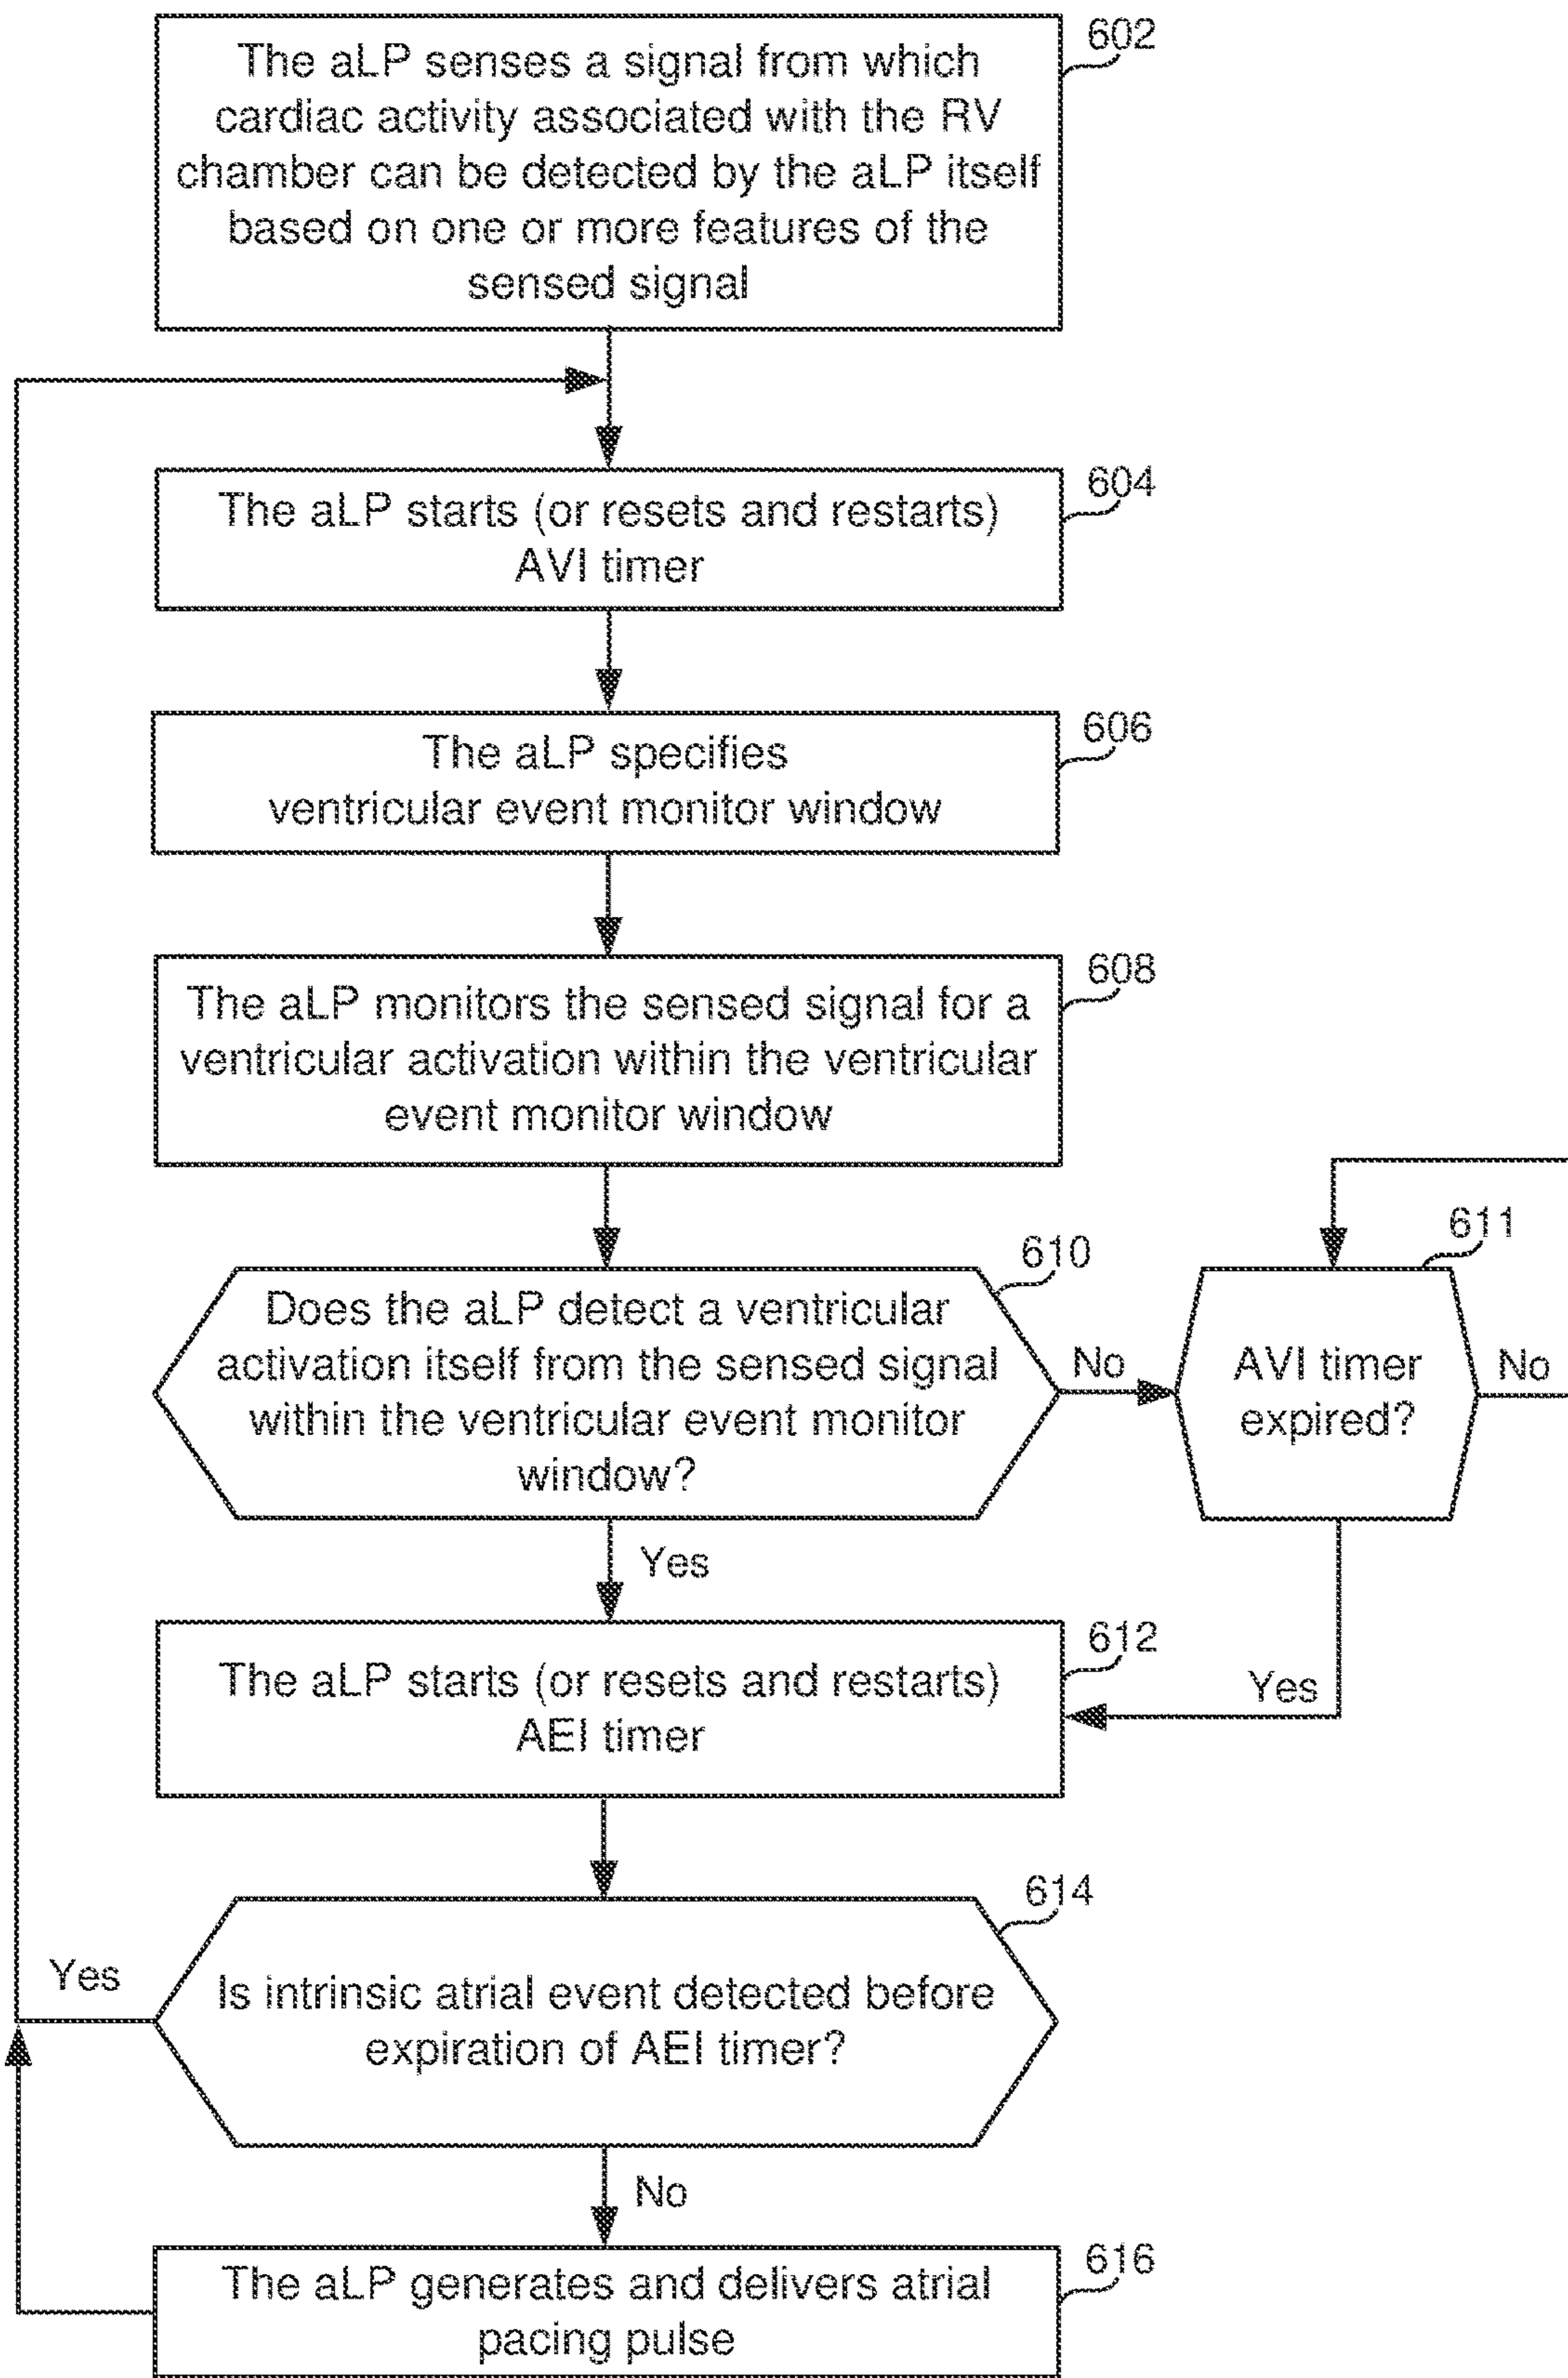 The aLP senses a signal from which
cardiac activity associated with the RV
chamber can be detected by the aLP itself
based on one or more features of the
sensed signal
602
The aLP starts (or resets and restarts)
AVI timer
604
The aLP specifies
ventricular event monitor window
606
The aLP monitors the sensed signal for a
ventricular activation within the ventricular
event monitor window
608
Does the aLP detect a ventricular
activation itself from the sensed signal
within the ventricular event monitor
window?
610
No
AVI timer
expired?
611
No
Yes
Yes
The aLP starts (or resets and restarts)
AEI timer
612
Is intrinsic atrial event detected before
expiration of AEI timer?
614
Yes
No
The aLP generates and delivers atrial
pacing pulse
616